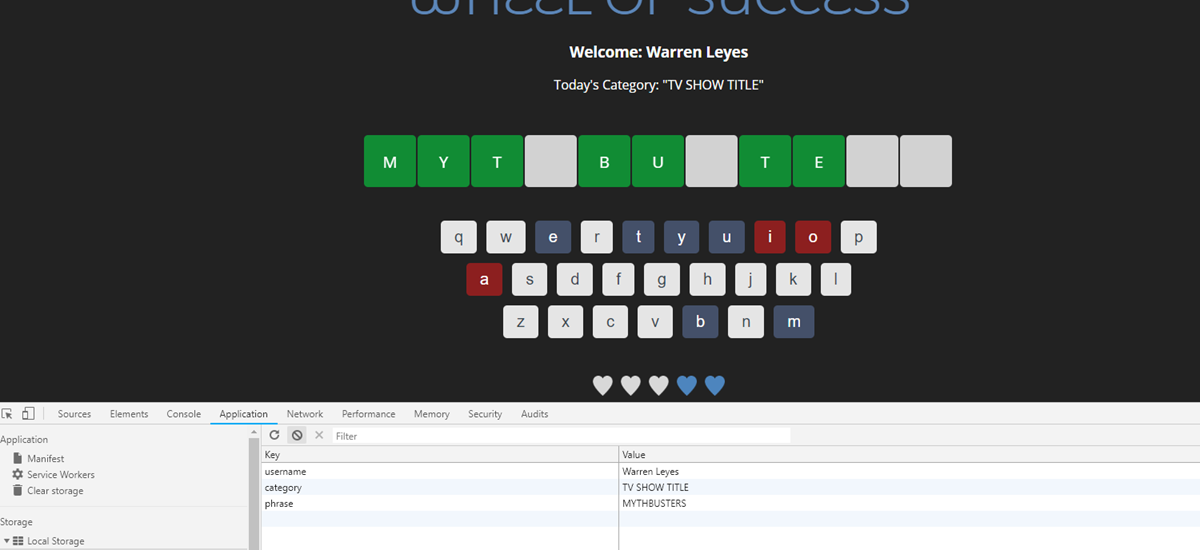 WHEEL OF SUCCESS
Welcome: Warren Leyes
Today's Category: "TV SHOW TITLE"
M Y T B U T E
q w e r t y u i o p
a s d f g h j k l
z x c v b n m
Sources Elements Console Application Network Performance Memory Security Audits
Application
Manifest
Service Workers
Clear storage
Storage
Local Storage
Filter
Key Value
username Warren Leyes
category TV SHOW TITLE
phrase MYTHBUSTERS